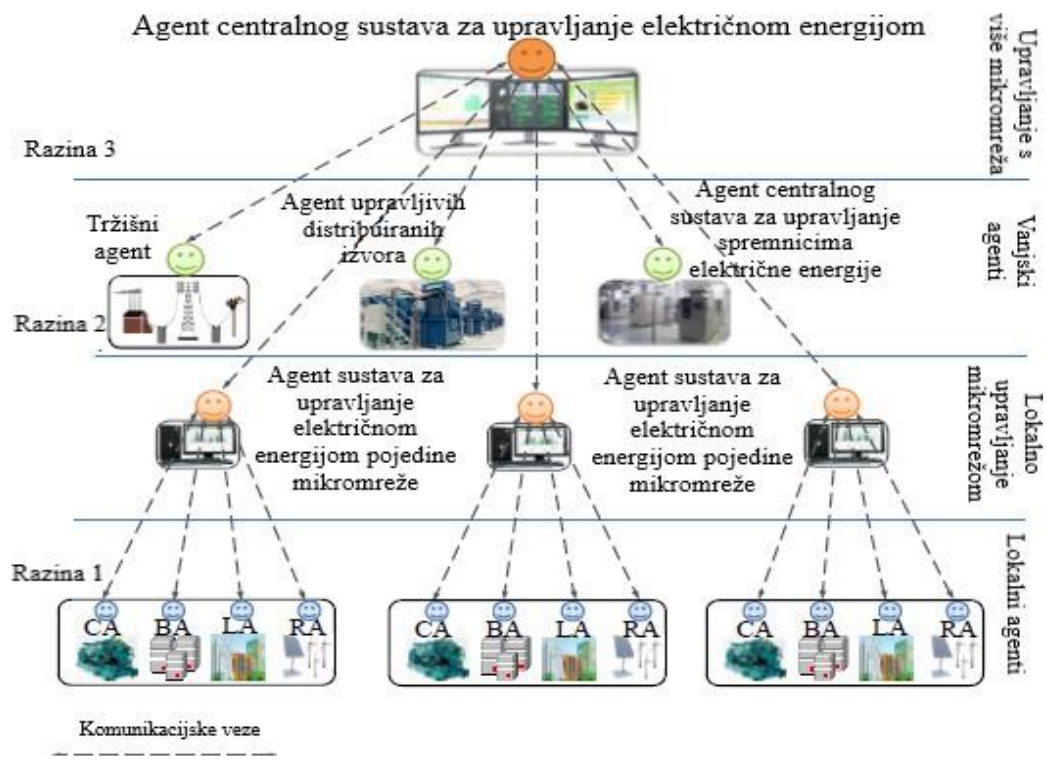 Agent centralnog sustava za upravljanje električnom energijom
Upravljanje s
više mikromreža
Razina 3
Tržišni
agent
Agent upravljivih
distribuiranih
izvora
Agent centralnog
sustava za upravljanje
spremnicima
električne energije
Vanjski
agenti
Razina 2
Agent sustava za
upravljanje
električnom
energijom pojedine
mikromreže
Agent sustava za
upravljanje
električnom
energijom pojedine
mikromreže
Lokalno
upravljanje
mikromrežom
Razina 1
Lokalni agenti
CA BA LA RA
CA BA LA RA
CA BA LA RA
Komunikacijske veze